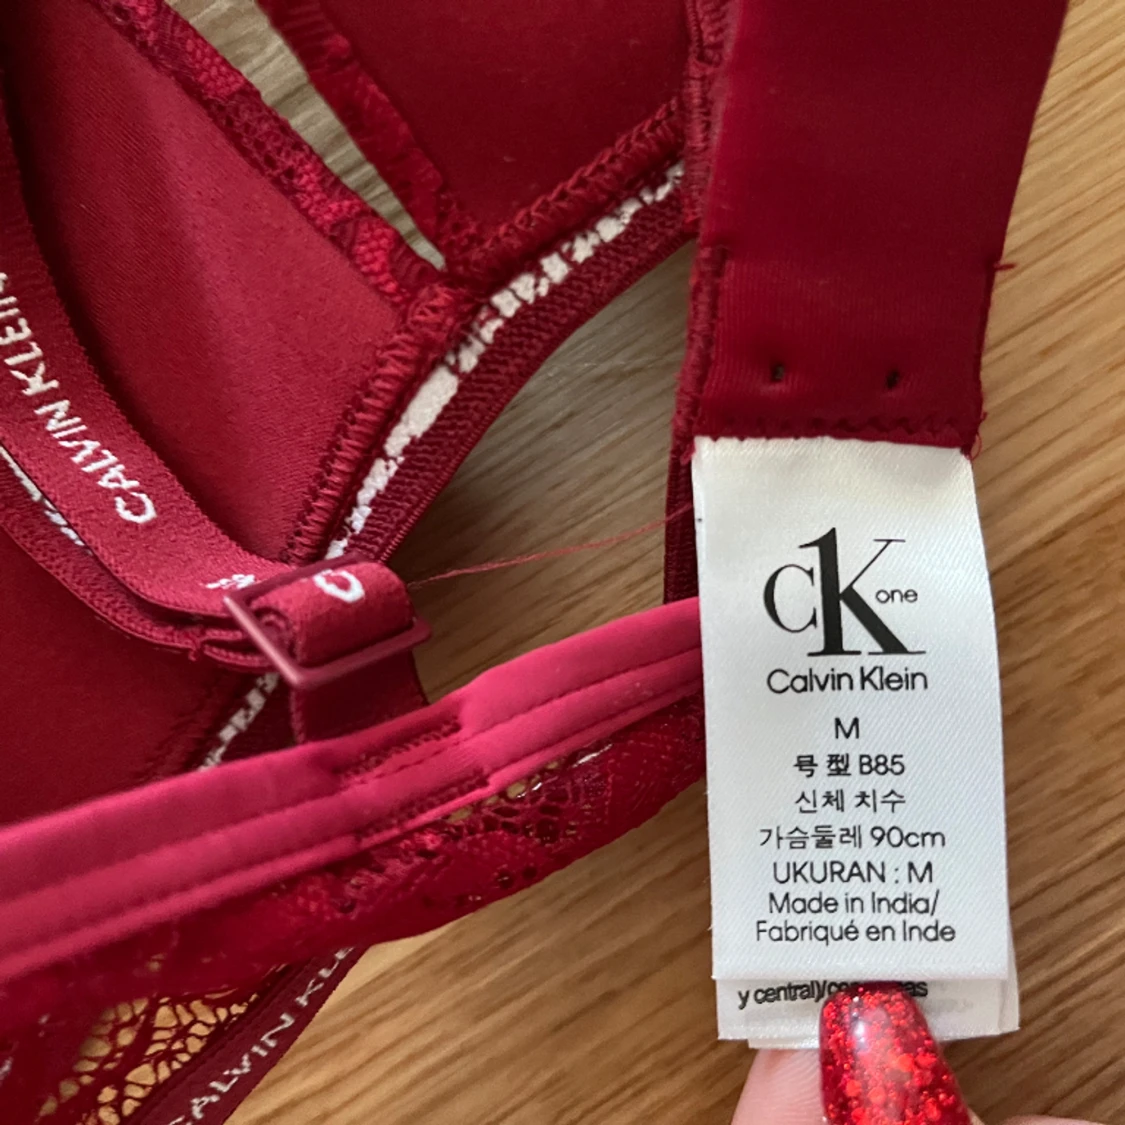 CALVIN KLEIN
CK one
Calvin Klein
M
号型 B85
신체 치수
가슴둘레 90cm
UKURAN : M
Made in India/
Fabriqué en Inde
y central)/
CALVIN KLE